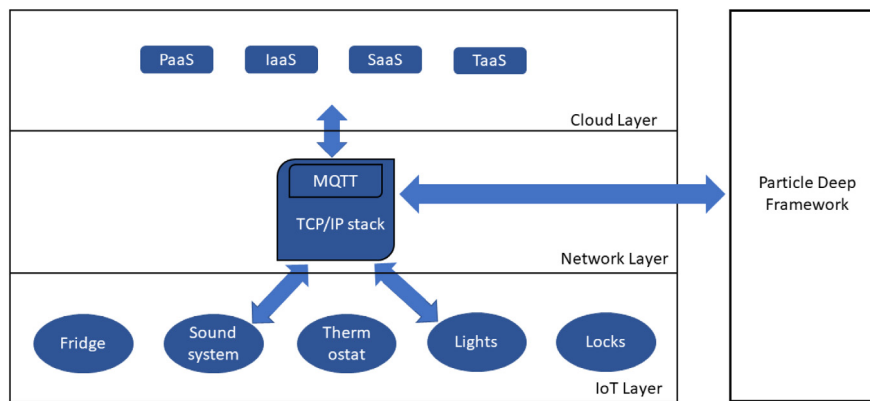 PaaS
IaaS
SaaS
TaaS
Cloud Layer
MQTT
TCP/IP stack
Network Layer
Particle Deep
Framework
Fridge
Sound
system
Therm
ostat
Lights
Locks
IoT Layer